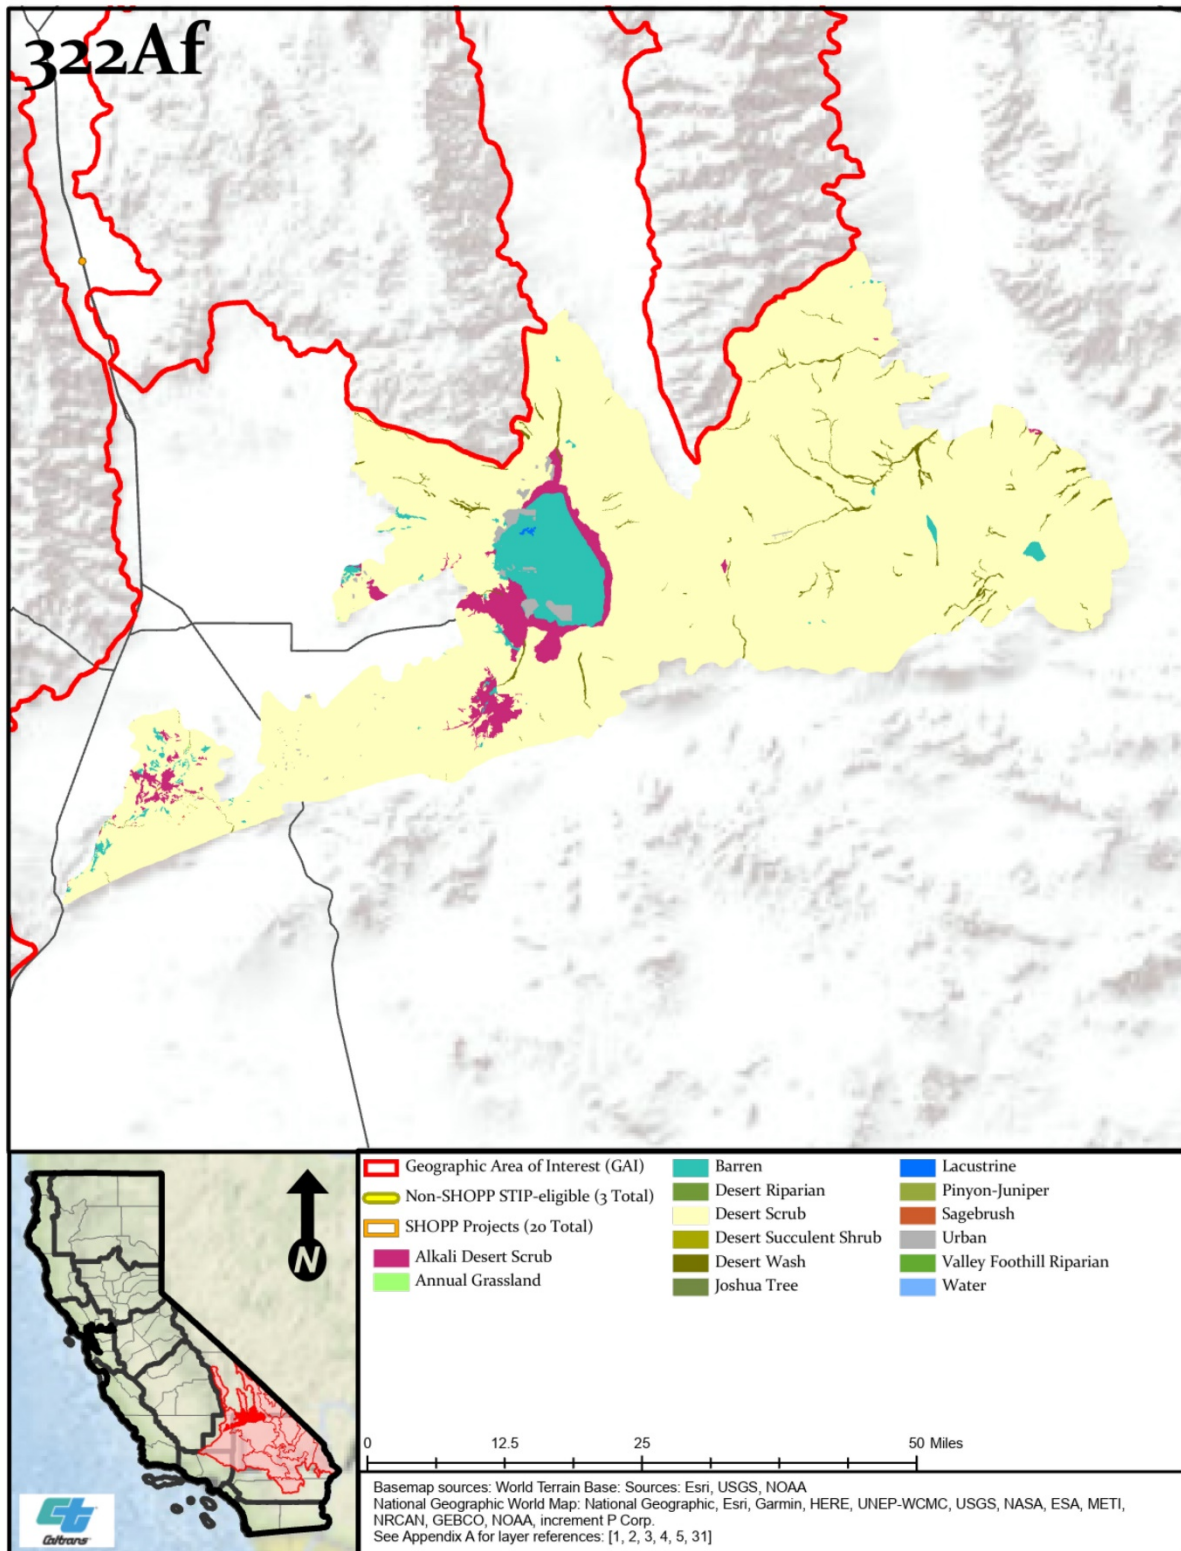 322Af
Geographic Area of Interest (GAI)
Non-SHOPP STIP-eligible (3 Total)
SHOPP Projects (20 Total)
Alkali Desert Scrub
Annual Grassland
Barren
Desert Riparian
Desert Scrub
Desert Succulent Shrub
Desert Wash
Joshua Tree
Lacustrine
Pinyon-Juniper
Sagebrush
Urban
Valley Foothill Riparian
Water
N
0 12.5 25 50 Miles
Basemap sources: World Terrain Base: Sources: Esri, USGS, NOAA
National Geographic World Map: National Geographic, Esri, Garmin, HERE, UNEP-WCMC, USGS, NASA, ESA, METI,
NRCAN, GEBCO, NOAA, increment P Corp.
See Appendix A for layer references: [1, 2, 3, 4, 5, 31]
ct
Caltrans